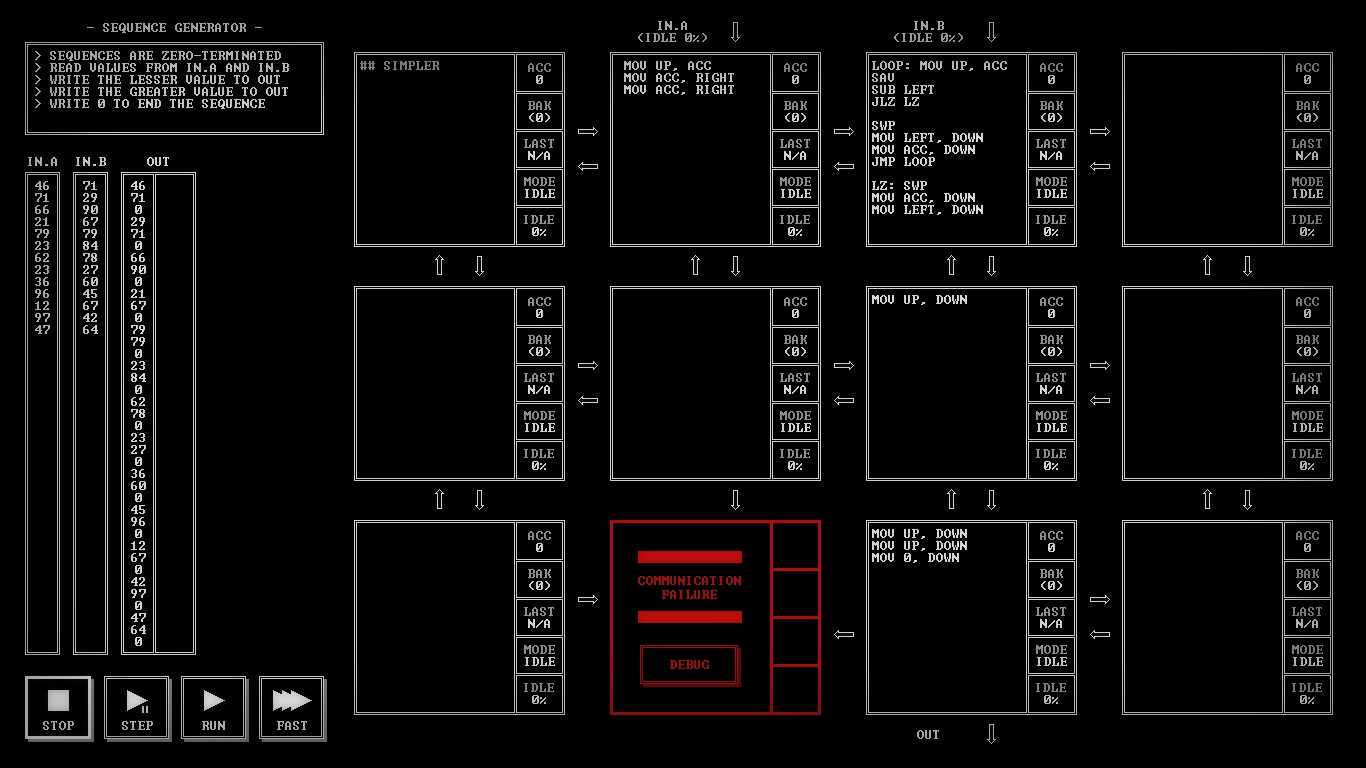 - SEQUENCE GENERATOR -
> SEQUENCES ARE ZERO-TERMINATED
> READ VALUES FROM IN.A AND IN.B
> WRITE THE LESSER VALUE TO OUT
> WRITE THE GREATER VALUE TO OUT
> WRITE 0 TO END THE SEQUENCE
IN.A IN.B OUT
46 71 46
71 29 71
66 90 0
21 67 29
79 79 71
23 84 0
62 78 66
23 27 90
36 60 0
96 45 21
12 67 67
97 42 0
47 64 79
79
0
23
84
0
62
78
0
23
27
0
36
60
0
45
96
0
12
67
0
42
97
0
47
64
0
STOP
STEP
RUN
FAST
IN.A
(IDLE 0%)
IN.B
(IDLE 0%)
## SIMPLER
ACC
0
BAK
(0)
LAST
N/A
MODE
IDLE
IDLE
0%
MOV UP, ACC
MOV ACC, RIGHT
MOV ACC, RIGHT
ACC
0
BAK
(0)
LAST
N/A
MODE
IDLE
IDLE
0%
LOOP: MOV UP, ACC
SAV
SUB LEFT
JLZ LZ
SWP
MOV LEFT, DOWN
MOV ACC, DOWN
JMP LOOP
LZ: SWP
MOV ACC, DOWN
MOV LEFT, DOWN
ACC
0
BAK
(0)
LAST
N/A
MODE
IDLE
IDLE
0%
ACC
0
BAK
(0)
LAST
N/A
MODE
IDLE
IDLE
0%
ACC
0
BAK
(0)
LAST
N/A
MODE
IDLE
IDLE
0%
ACC
0
BAK
(0)
LAST
N/A
MODE
IDLE
IDLE
0%
MOV UP, DOWN
ACC
0
BAK
(0)
LAST
N/A
MODE
IDLE
IDLE
0%
ACC
0
BAK
(0)
LAST
N/A
MODE
IDLE
IDLE
0%
ACC
0
BAK
(0)
LAST
N/A
MODE
IDLE
IDLE
0%
COMMUNICATION
FAILURE
DEBUG
MOV UP, DOWN
MOV UP, DOWN
MOV 0, DOWN
ACC
0
BAK
(0)
LAST
N/A
MODE
IDLE
IDLE
0%
ACC
0
BAK
(0)
LAST
N/A
MODE
IDLE
IDLE
0%
OUT